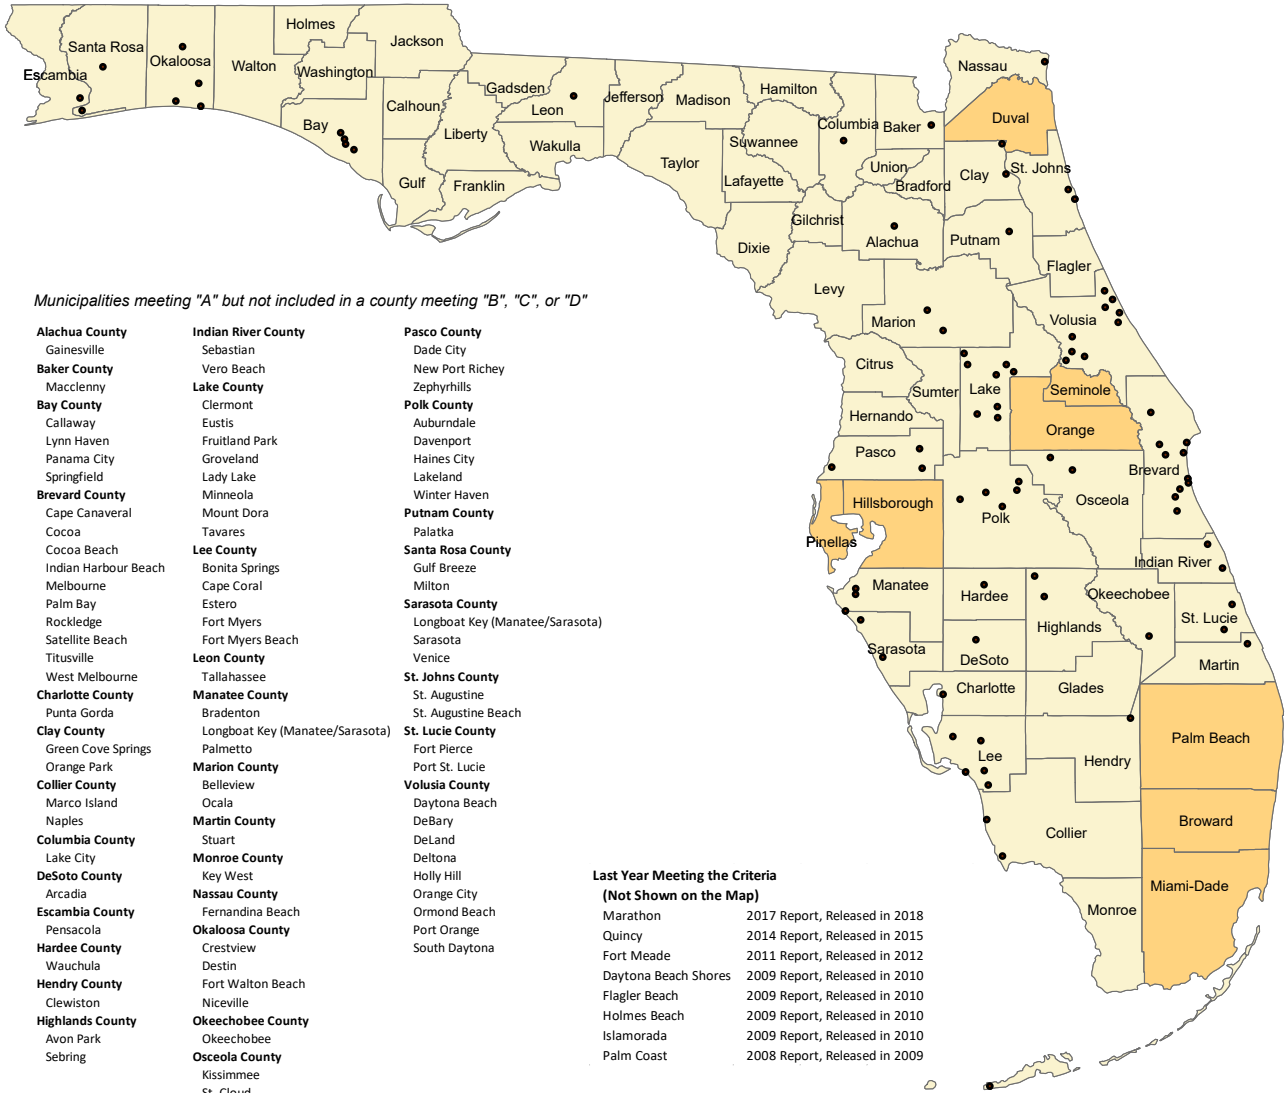 Holmes
Jackson
Santa Rosa
Okaloosa
Walton
Washington
Escambia
Nassau
Gadsden
Leon
Jefferson
Madison
Hamilton
Calhoun
Bay
Liberty
Wakulla
Taylor
Suwannee
Lafayette
Columbia
Baker
Duval
Union
Bradford
Clay
St. Johns
Gulf
Franklin
Gilchrist
Alachua
Putnam
Dixie
Flagler
Levy
Marion
Volusia
Citrus
Sumter
Lake
Seminole
Hernando
Orange
Pasco
Brevard
Hillsborough
Pinellas
Polk
Osceola
Indian River
Manatee
Hardee
Okeechobee
Highlands
St. Lucie
Sarasota
DeSoto
Martin
Charlotte
Glades
Lee
Hendry
Palm Beach
Collier
Broward
Miami-Dade
Monroe
Municipalities meeting "A" but not included in a county meeting "B", "C", or "D"
Alachua County
Gainesville
Baker County
Macclenny
Bay County
Callaway
Lynn Haven
Panama City
Springfield
Brevard County
Cape Canaveral
Cocoa
Cocoa Beach
Indian Harbour Beach
Melbourne
Palm Bay
Rockledge
Satellite Beach
Titusville
West Melbourne
Charlotte County
Punta Gorda
Clay County
Green Cove Springs
Orange Park
Collier County
Marco Island
Naples
Columbia County
Lake City
DeSoto County
Arcadia
Escambia County
Pensacola
Hardee County
Wauchula
Hendry County
Clewiston
Highlands County
Avon Park
Sebring
Indian River County
Sebastian
Vero Beach
Lake County
Clermont
Eustis
Fruitland Park
Groveland
Lady Lake
Minneola
Mount Dora
Tavares
Lee County
Bonita Springs
Cape Coral
Estero
Fort Myers
Fort Myers Beach
Leon County
Tallahassee
Manatee County
Bradenton
Longboat Key (Manatee/Sarasota)
Palmetto
Marion County
Belleview
Ocala
Martin County
Stuart
Monroe County
Key West
Nassau County
Fernandina Beach
Okaloosa County
Crestview
Destin
Fort Walton Beach
Niceville
Okeechobee County
Okeechobee
Osceola County
Kissimmee
St. Cloud
Pasco County
Dade City
New Port Richey
Zephyrhills
Polk County
Auburndale
Davenport
Haines City
Lakeland
Winter Haven
Putnam County
Palatka
Santa Rosa County
Gulf Breeze
Milton
Sarasota County
Longboat Key (Manatee/Sarasota)
Sarasota
Venice
St. Johns County
St. Augustine
St. Augustine Beach
St. Lucie County
Fort Pierce
Port St. Lucie
Volusia County
Daytona Beach
DeBary
DeLand
Deltona
Holly Hill
Orange City
Ormond Beach
Port Orange
South Daytona
Last Year Meeting the Criteria
(Not Shown on the Map)
Marathon 2017 Report, Released in 2018
Quincy 2014 Report, Released in 2015
Fort Meade 2011 Report, Released in 2012
Daytona Beach Shores 2009 Report, Released in 2010
Flagler Beach 2009 Report, Released in 2010
Holmes Beach 2009 Report, Released in 2010
Islamorada 2009 Report, Released in 2010
Palm Coast 2008 Report, Released in 2009